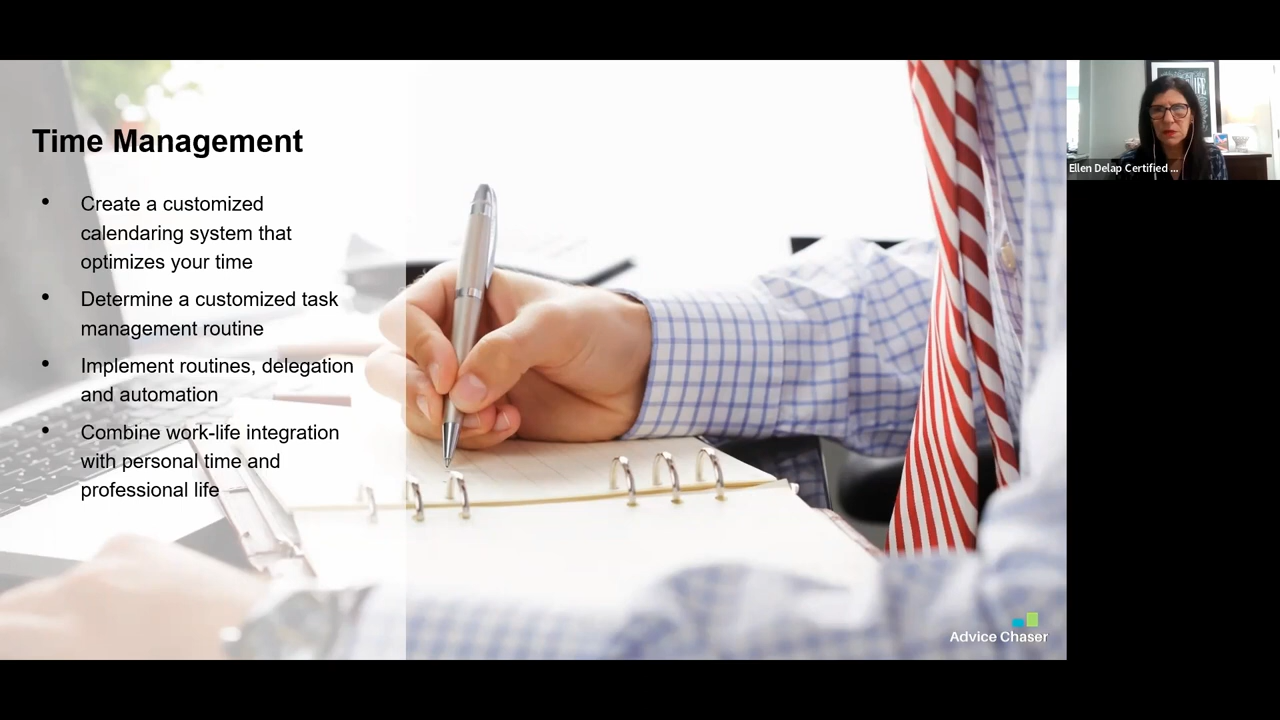 Time Management
• Create a customized
calendaring system that
optimizes your time
• Determine a customized task
management routine
• Implement routines, delegation
and automation
• Combine work-life integration
with personal time and
professional life
Ellen Delap Certified ...
Advice Chaser